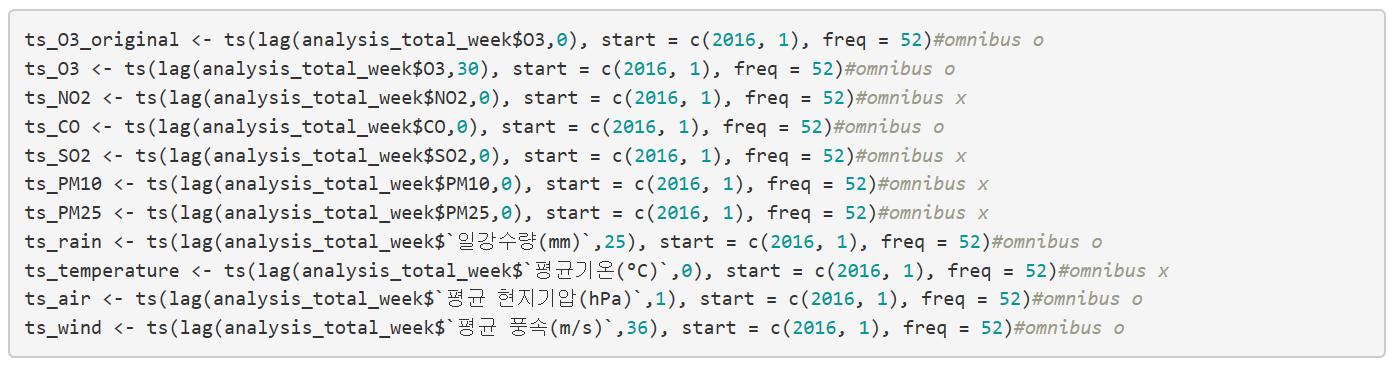 ts_O3_original <- ts(lag(analysis_total_week$O3,0), start = c(2016, 1), freq = 52)#omnibus o
ts_O3 <- ts(lag(analysis_total_week$O3,30), start = c(2016, 1), freq = 52)#omnibus o
ts_NO2 <- ts(lag(analysis_total_week$NO2,0), start = c(2016, 1), freq = 52)#omnibus x
ts_CO <- ts(lag(analysis_total_week$CO,0), start = c(2016, 1), freq = 52)#omnibus o
ts_SO2 <- ts(lag(analysis_total_week$SO2,0), start = c(2016, 1), freq = 52)#omnibus x
ts_PM10 <- ts(lag(analysis_total_week$PM10,0), start = c(2016, 1), freq = 52)#omnibus x
ts_PM25 <- ts(lag(analysis_total_week$PM25,0), start = c(2016, 1), freq = 52)#omnibus x
ts_rain <- ts(lag(analysis_total_week$`일강수량(mm)`,25), start = c(2016, 1), freq = 52)#omnibus o
ts_temperature <- ts(lag(analysis_total_week$`평균기온(°C)`,0), start = c(2016, 1), freq = 52)#omnibus x
ts_air <- ts(lag(analysis_total_week$`평균 현지기압(hPa)`,1), start = c(2016, 1), freq = 52)#omnibus o
ts_wind <- ts(lag(analysis_total_week$`평균 풍속(m/s)`,36), start = c(2016, 1), freq = 52)#omnibus o